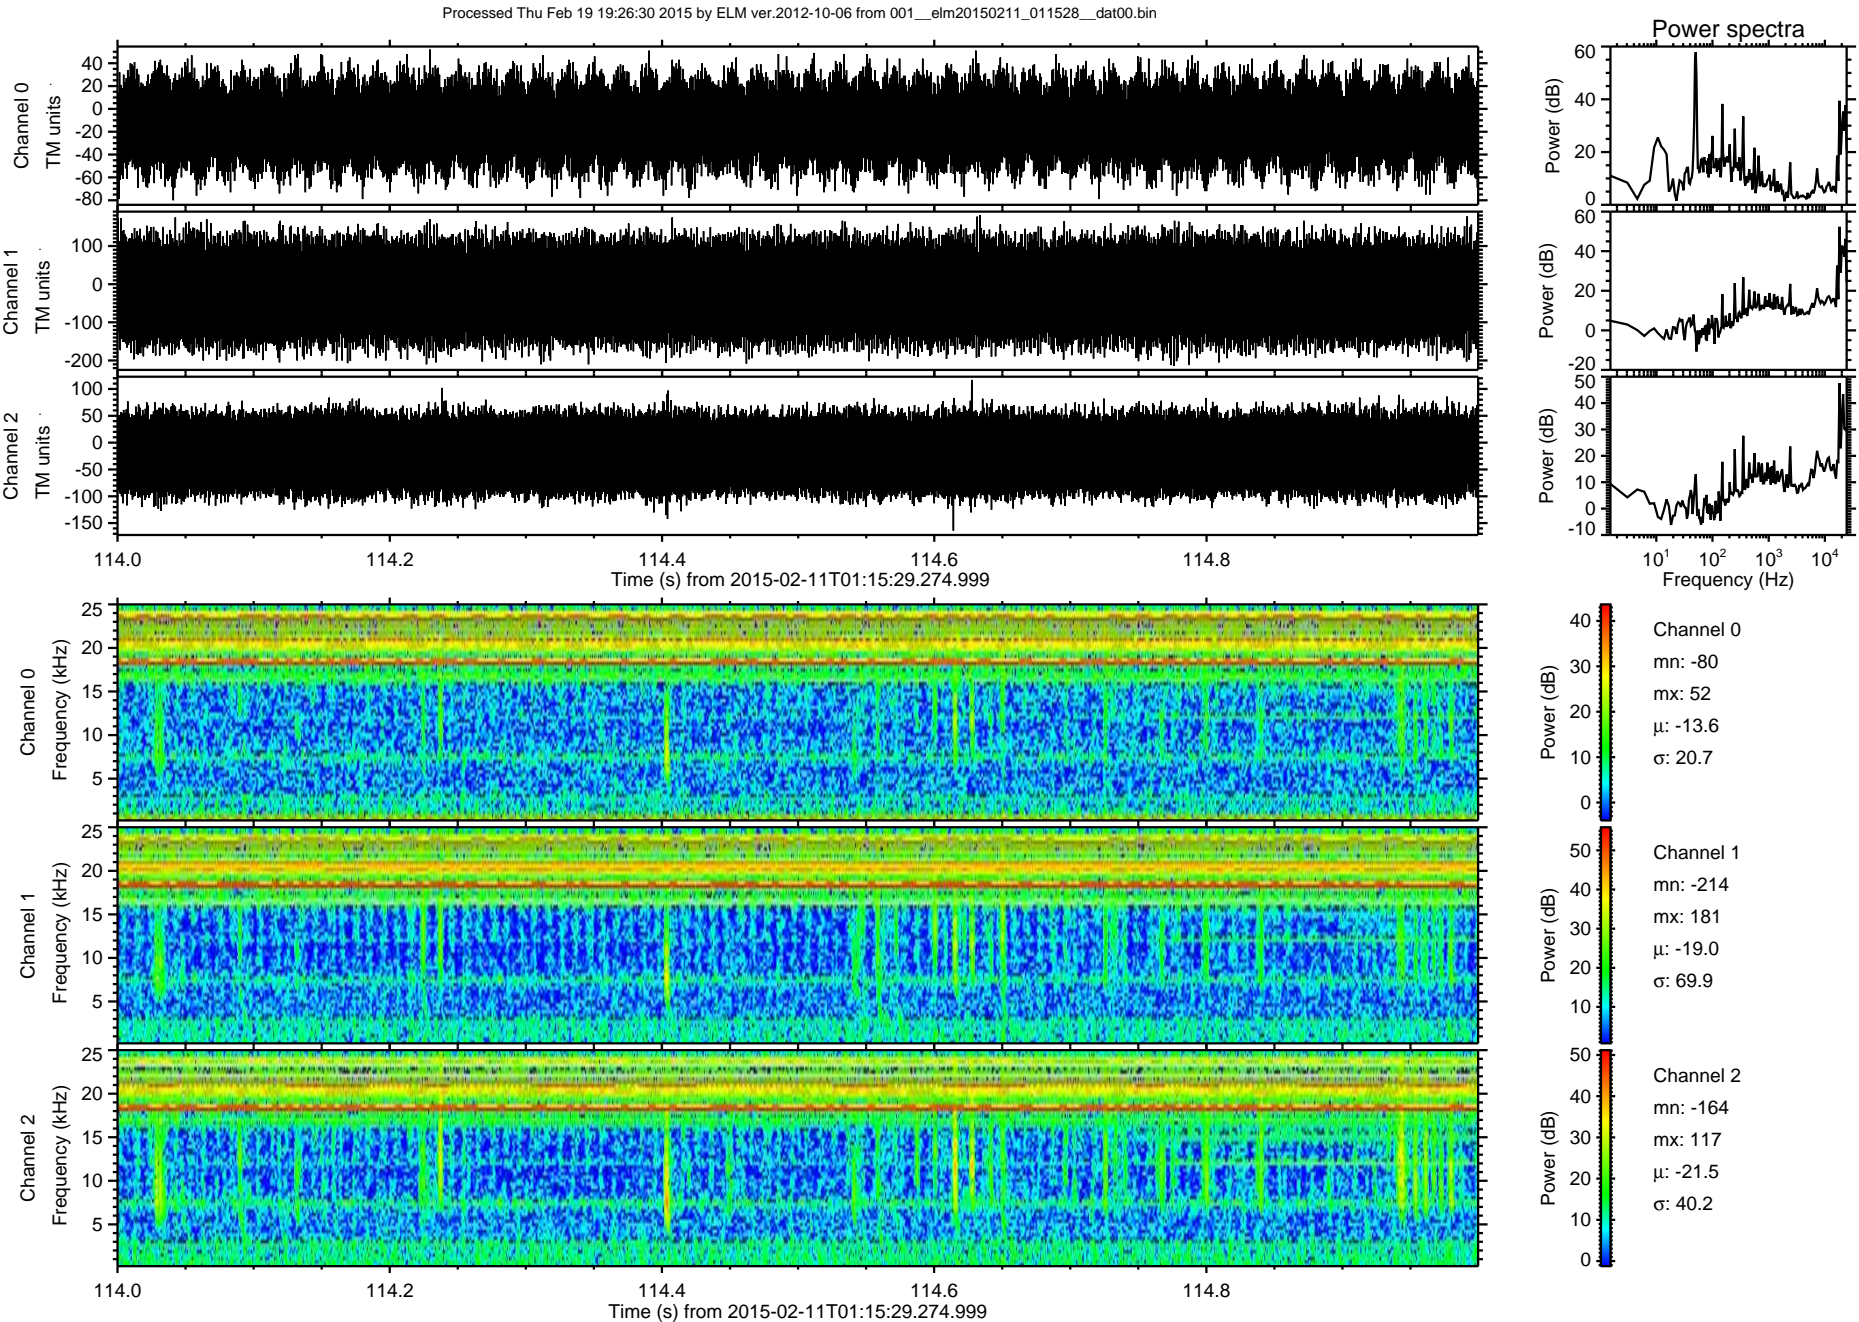 Processed Thu Feb 19 19:26:30 2015 by ELM ver.2012-10-06 from 001__elm20150211_011528__dat00.bin
Power spectra
Channel 0
TM units
40
20
0
-20
-40
-60
-80
Power (dB)
60
40
20
0
Channel 1
TM units
100
0
-100
-200
Power (dB)
60
40
20
0
-20
Channel 2
TM units
100
50
0
-50
-100
-150
Power (dB)
50
40
30
20
10
0
-10
114.0 114.2 114.4 114.6 114.8
Time (s) from 2015-02-11T01:15:29.274.999
10¹ 10² 10³ 10⁴
Frequency (Hz)
Channel 0
Frequency (kHz)
25
20
15
10
5
Power (dB)
40
30
20
10
0
Channel 0
mn: -80
mx: 52
μ: -13.6
σ: 20.7
Channel 1
Frequency (kHz)
25
20
15
10
5
Power (dB)
50
40
30
20
10
Channel 1
mn: -214
mx: 181
μ: -19.0
σ: 69.9
Channel 2
Frequency (kHz)
25
20
15
10
5
Power (dB)
50
40
30
20
10
0
Channel 2
mn: -164
mx: 117
μ: -21.5
σ: 40.2
114.0 114.2 114.4 114.6 114.8
Time (s) from 2015-02-11T01:15:29.274.999